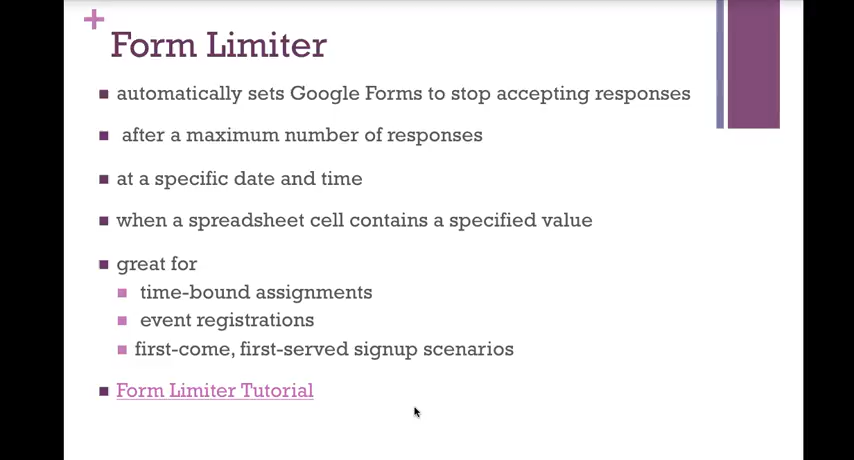 +
Form Limiter
automatically sets Google Forms to stop accepting responses
after a maximum number of responses
at a specific date and time
when a spreadsheet cell contains a specified value
great for
time-bound assignments
event registrations
first-come, first-served signup scenarios
Form Limiter Tutorial